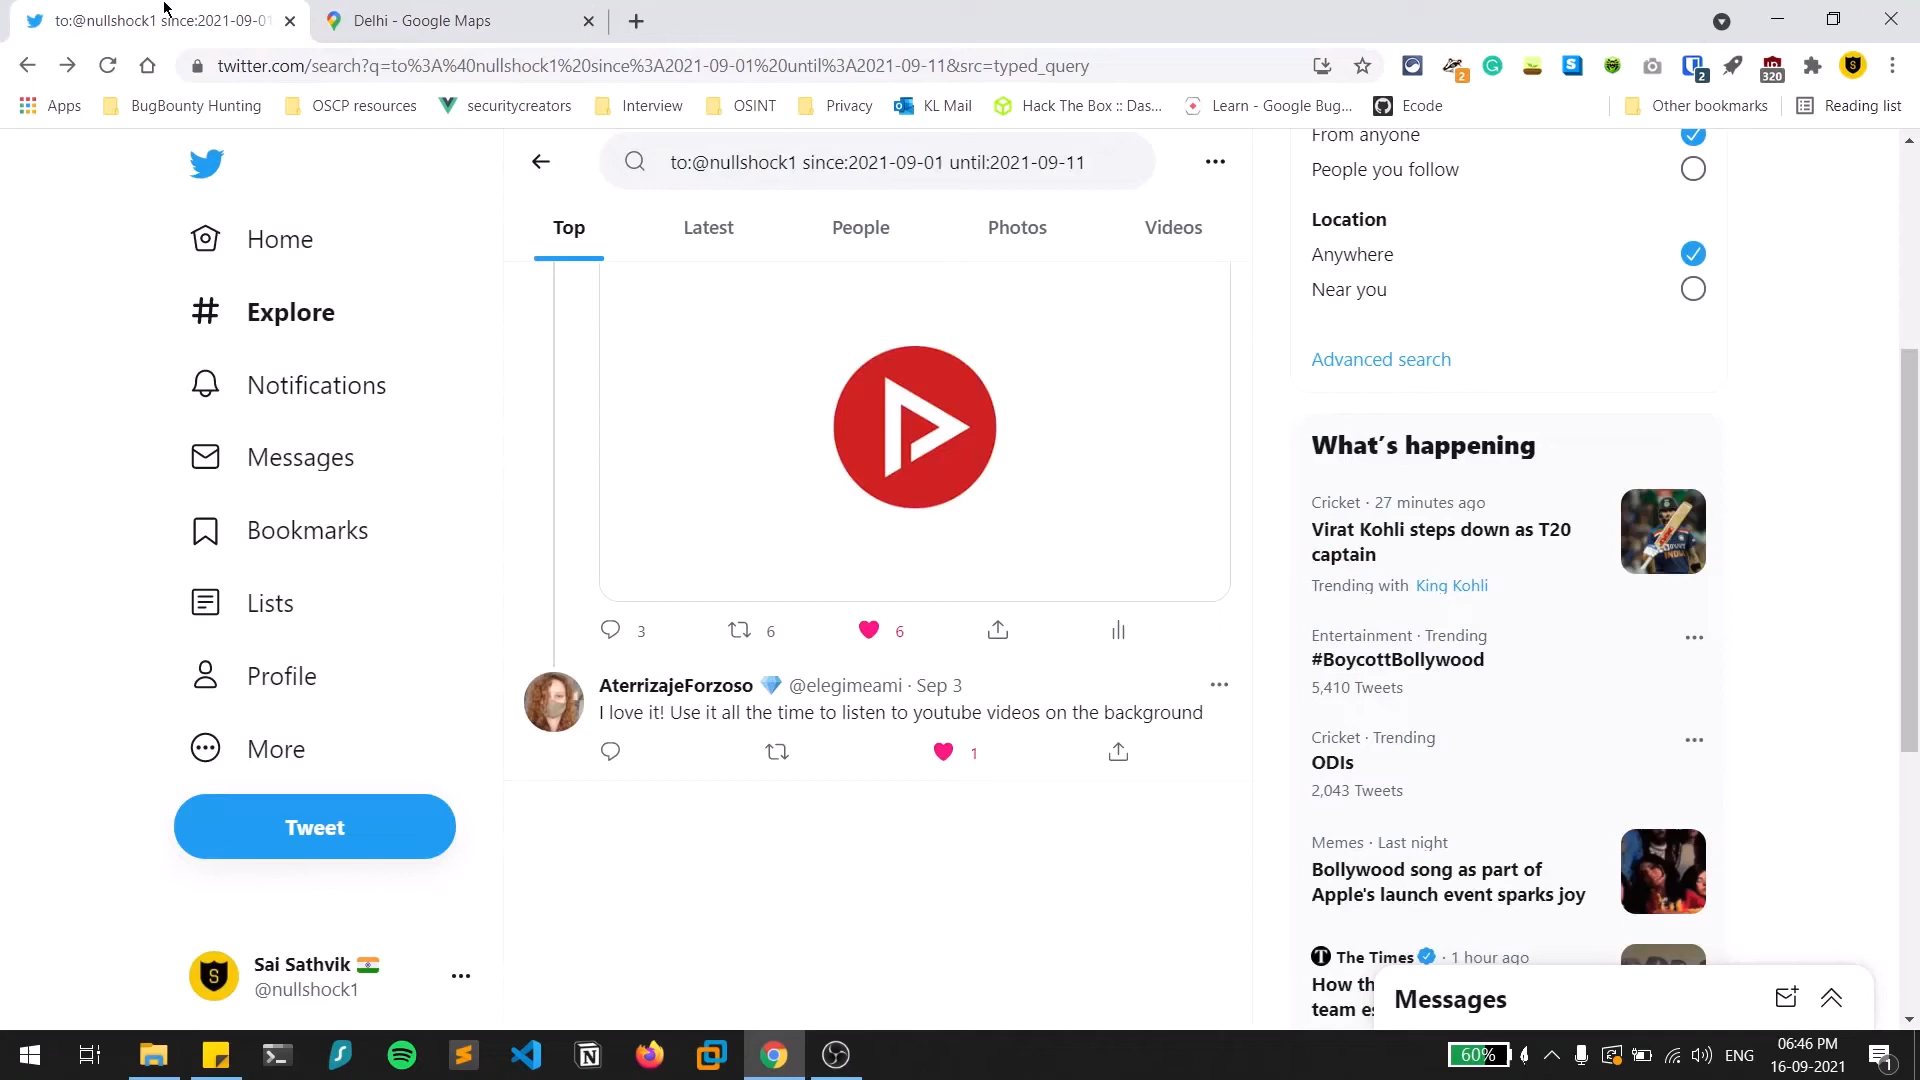 to:@nullshock1 since:2021-09-01
Delhi - Google Maps
twitter.com/search?q=to%3A%40nullshock1%20since%3A2021-09-01%20until%3A2021-09-11&src=typed_query
2
2
320
Apps
BugBounty Hunting
OSCP resources
securitycreators
Interview
OSINT
Privacy
KL Mail
Hack The Box :: Das...
Learn - Google Bug...
Ecode
Other bookmarks
Reading list
Home
Explore
Notifications
Messages
Bookmarks
Lists
Profile
More
Tweet
Sai Sathvik
@nullshock1
to:@nullshock1 since:2021-09-01 until:2021-09-11
Top
Latest
People
Photos
Videos
3
6
6
AterrizajeForzoso 💎 @elegimeami · Sep 3
I love it! Use it all the time to listen to youtube videos on the background
1
From anyone
People you follow
Location
Anywhere
Near you
Advanced search
What's happening
Cricket · 27 minutes ago
Virat Kohli steps down as T20
captain
Trending with King Kohli
Entertainment · Trending
#BoycottBollywood
5,410 Tweets
Cricket · Trending
ODIs
2,043 Tweets
Memes · Last night
Bollywood song as part of
Apple's launch event sparks joy
The Times · 1 hour ago
How th
team es
Messages
60%
ENG
06:46 PM
16-09-2021
1